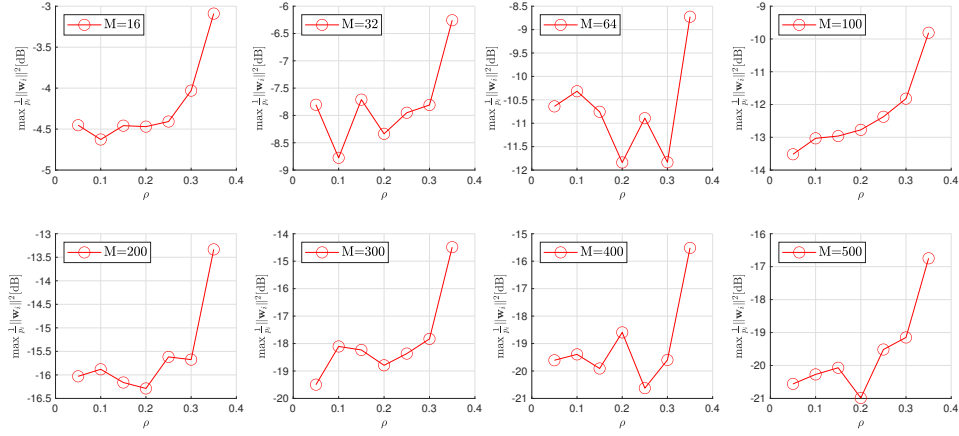 M=16
-3
-3.5
-4
-4.5
-5
max 1/p_i ||w_i||^2 [dB]
0 0.1 0.2 0.3 0.4
ρ
M=32
-6
-6.5
-7
-7.5
-8
-8.5
-9
max 1/p_i ||w_i||^2 [dB]
0 0.1 0.2 0.3 0.4
ρ
M=64
-8.5
-9
-9.5
-10
-10.5
-11
-11.5
-12
max 1/p_i ||w_i||^2 [dB]
0 0.1 0.2 0.3 0.4
ρ
M=100
-9
-10
-11
-12
-13
-14
max 1/p_i ||w_i||^2 [dB]
0 0.1 0.2 0.3 0.4
ρ
M=200
-13
-13.5
-14
-14.5
-15
-15.5
-16
-16.5
max 1/p_i ||w_i||^2 [dB]
0 0.1 0.2 0.3 0.4
ρ
M=300
-14
-15
-16
-17
-18
-19
-20
max 1/p_i ||w_i||^2 [dB]
0 0.1 0.2 0.3 0.4
ρ
M=400
-15
-16
-17
-18
-19
-20
-21
max 1/p_i ||w_i||^2 [dB]
0 0.1 0.2 0.3 0.4
ρ
M=500
-16
-17
-18
-19
-20
-21
max 1/p_i ||w_i||^2 [dB]
0 0.1 0.2 0.3 0.4
ρ